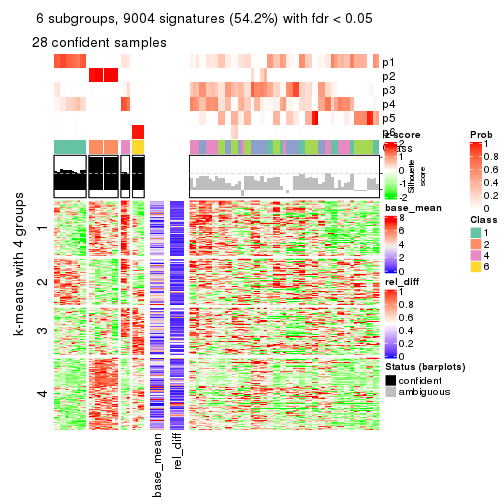 6 subgroups, 9004 signatures (54.2%) with fdr < 0.05
28 confident samples
p1
p2
p3
p4
p5
p6
Class
z-score
2
1
0
-1
-2
Silhouette
score
Prob
1
0.8
0.6
0.4
0.2
0
Class
1
2
4
6
base_mean
8
6
4
2
0
rel_diff
1
0.8
0.6
0.4
0.2
0
Status (barplots)
confident
ambiguous
k-means with 4 groups
1
2
3
4
base_mean
rel_diff